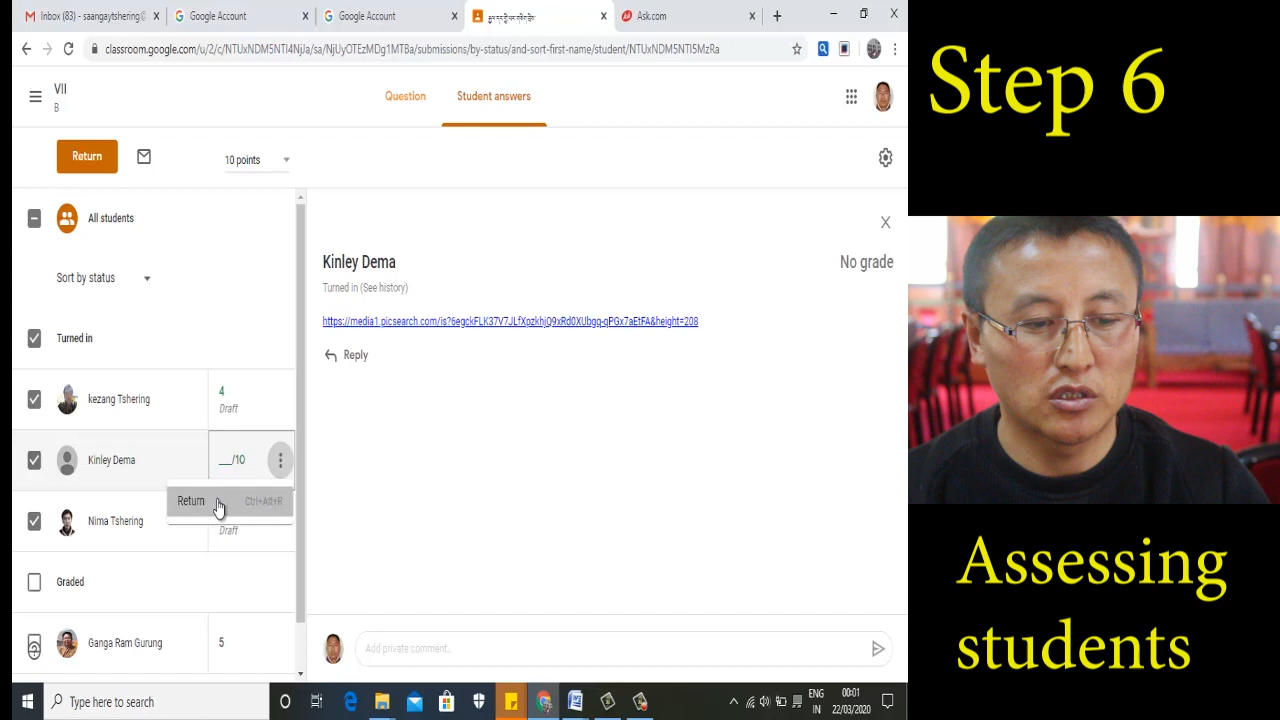 Inbox (83) - saangaytshering@
Google Account
Google Account
Ask.com
classroom.google.com/u/2/c/NTUxNDM5NTI4NjJa/sa/NjUyOTEzMDg1MTBa/submissions/by-status/and-sort-first-name/student/NTUxNDM5NTI5MzRa
VII
B
Question
Student answers
Return
10 points
All students
Sort by status
Turned in
kezang Tshering
4
Draft
Kinley Dema
__/10
Return
Ctrl+Alt+R
Nima Tshering
Draft
Graded
Ganga Ram Gurung
5
Kinley Dema
No grade
Turned in (See history)
https://media1.picsearch.com/is?6egckFLK37V7JLfXpzkhjQ9xRd0XUbgq-qPGx7aEtFA&height=208
Reply
Add private comment...
Type here to search
ENG
IN
00:01
22/03/2020
Step 6
Assessing
students